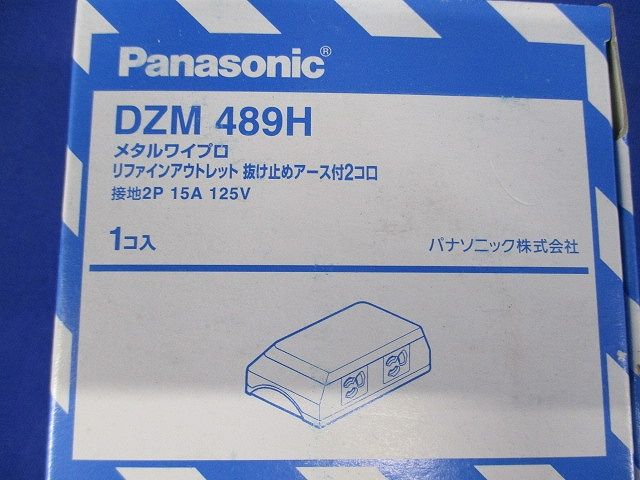 Panasonic®
DZM 489H
メタルワイプロ
リファインアウトレット 抜け止めアース付2コロ
接地2P 15A 125V
1コ入
パナソニック株式会社